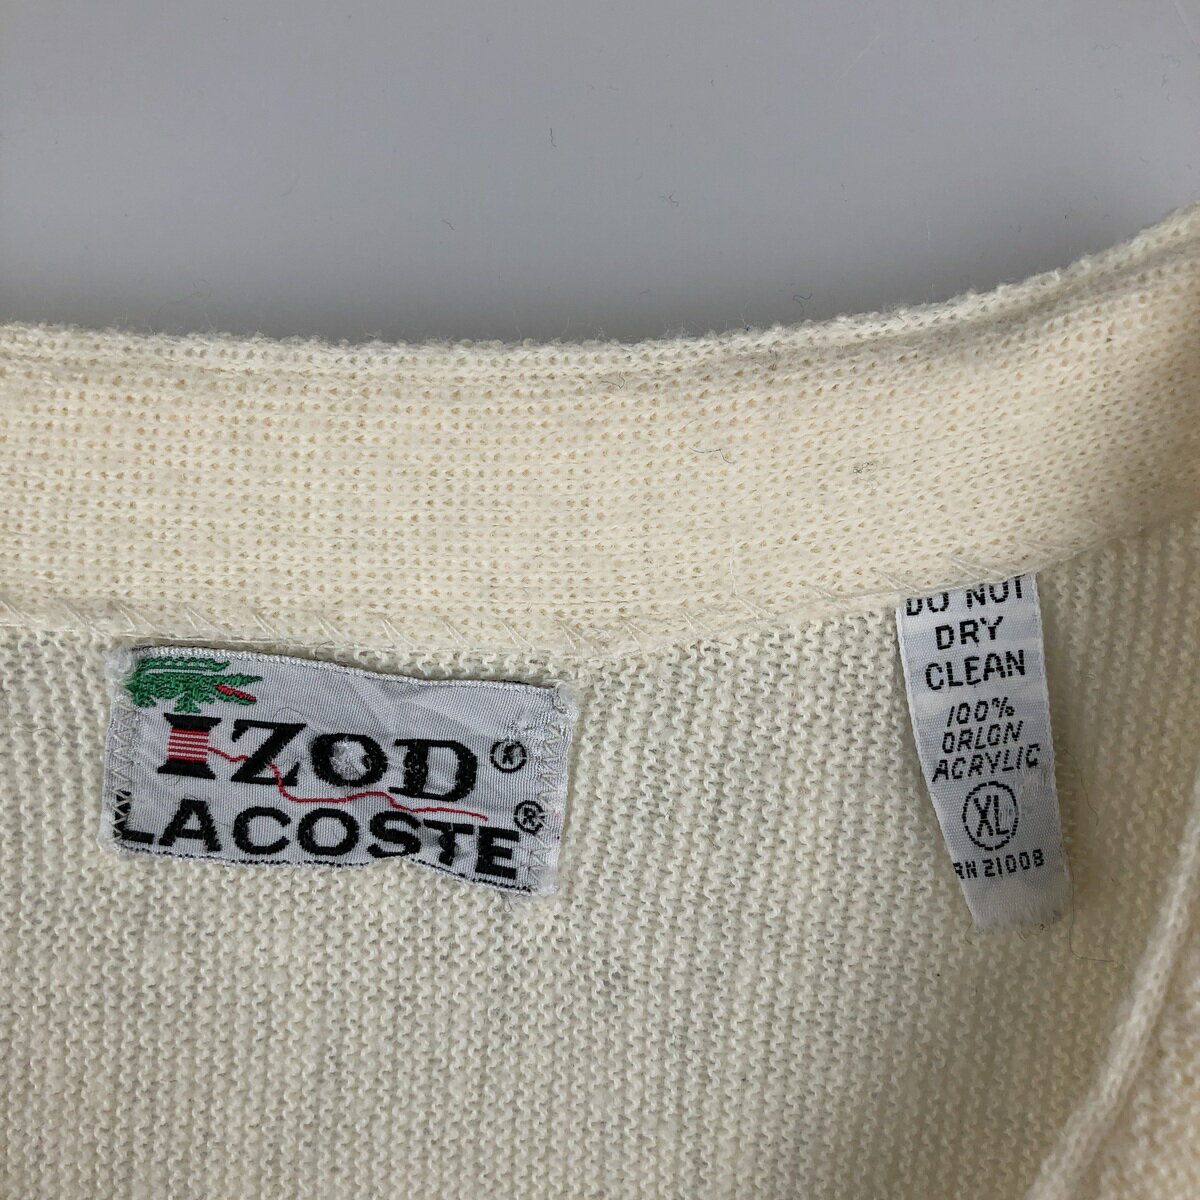 IZOD ®
LACOSTE ®
DO NOT
DRY
CLEAN
100%
ORLON
ACRYLIC
XL
RN 21008